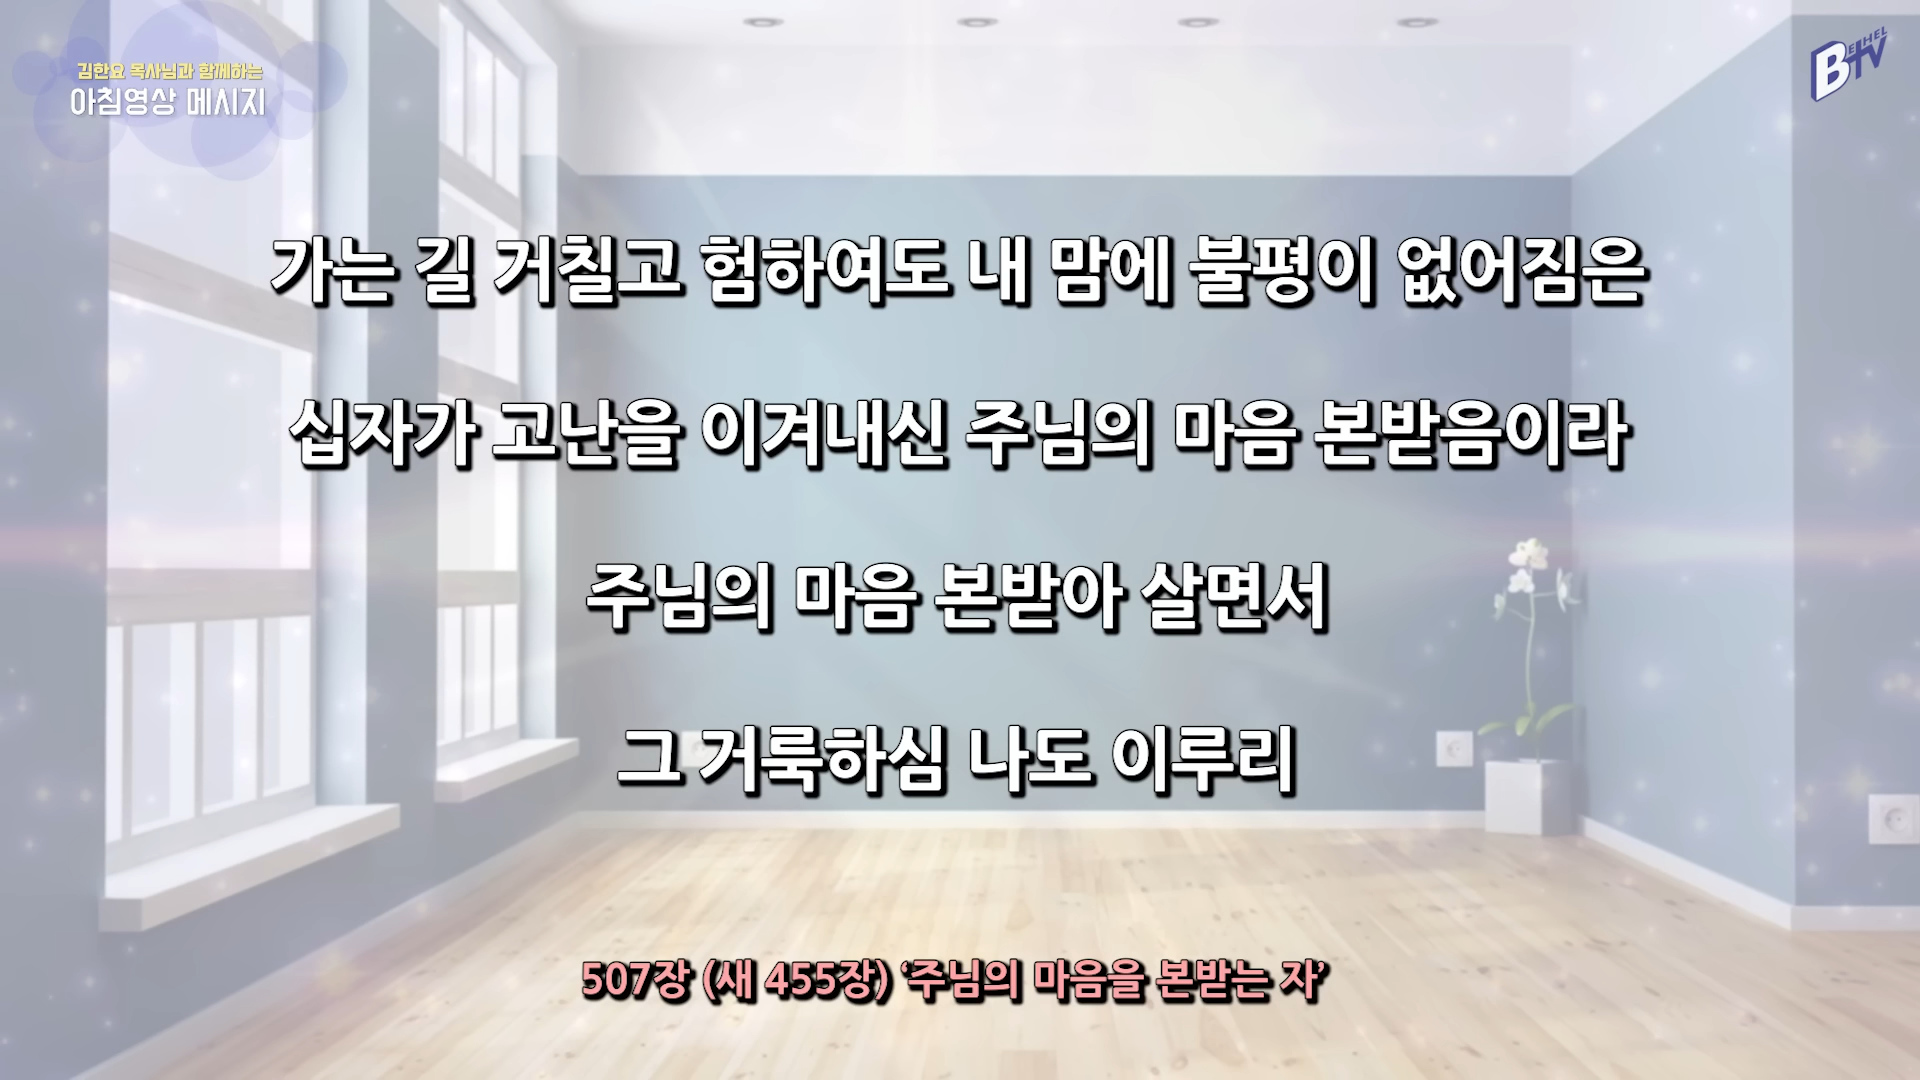 김한요 목사님과 함께하는
아침영상 메시지
BETHEL TV
가는 길 거칠고 험하여도 내 맘에 불평이 없어짐은
십자가 고난을 이겨내신 주님의 마음 본받음이라
주님의 마음 본받아 살면서
그 거룩하심 나도 이루리
507장 (새 455장) ‘주님의 마음을 본받는 자’